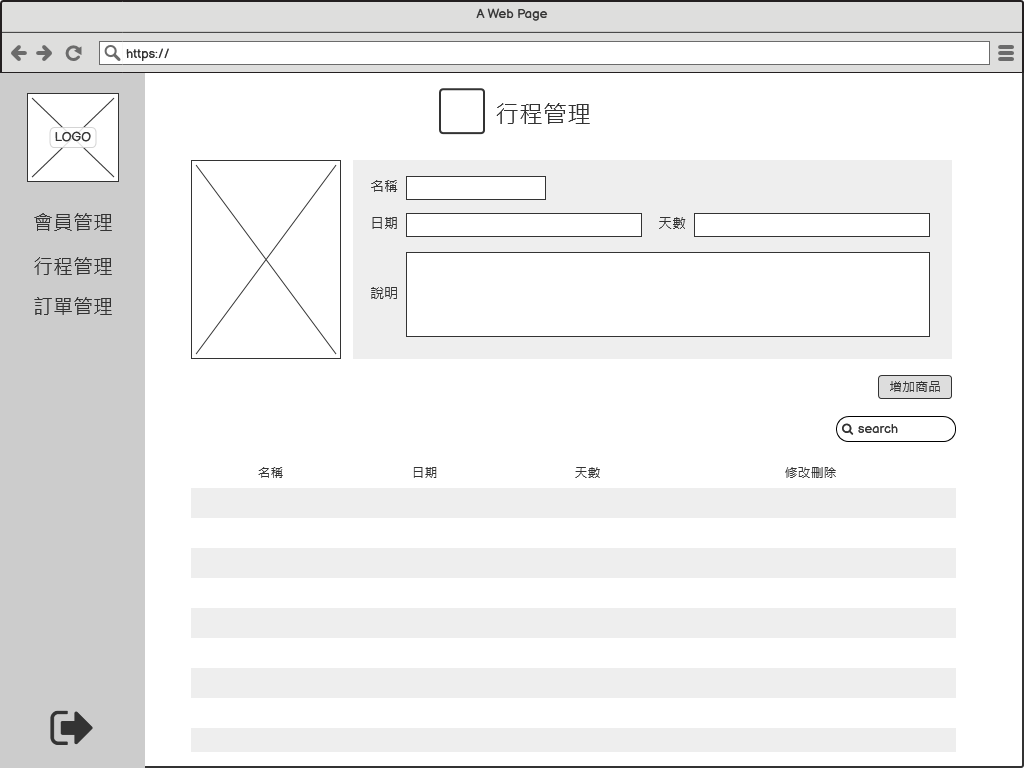 A Web Page
https://
LOGO
會員管理
行程管理
訂單管理
行程管理
名稱
日期 天數
說明
增加商品
search
名稱 日期 天數 修改刪除